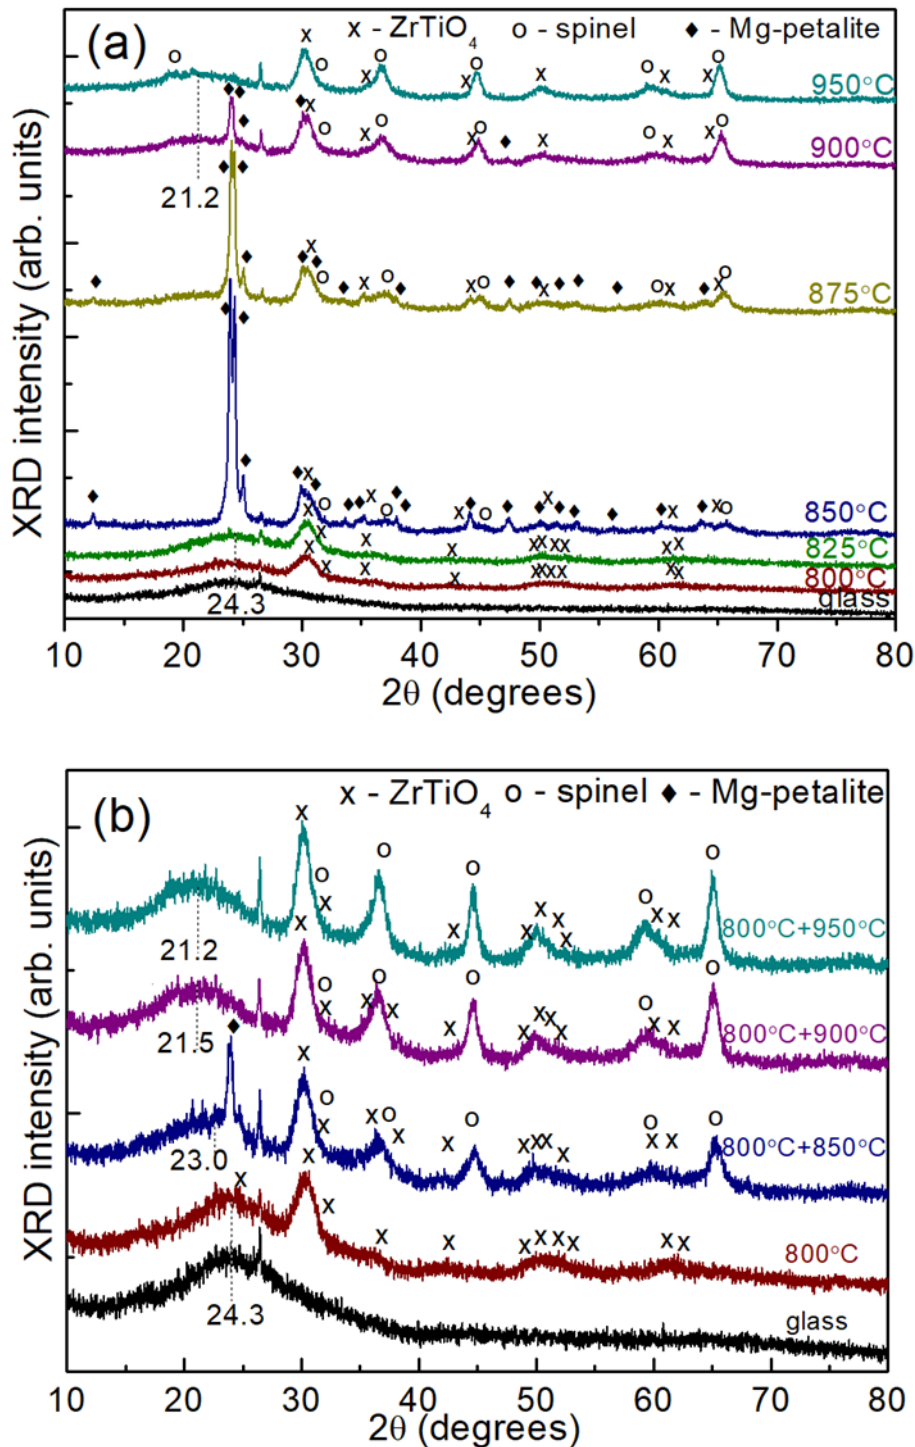 (a) x - ZrTiO4 o - spinel ♦ - Mg-petalite
950°C
900°C
21.2
875°C
850°C
825°C
800°C
24.3
glass
XRD intensity (arb. units)
10 20 30 40 50 60 70 80
2θ (degrees)
(b) x - ZrTiO4 o - spinel ♦ - Mg-petalite
800°C+950°C
21.2
800°C+900°C
21.5
800°C+850°C
23.0
800°C
24.3
glass
XRD intensity (arb. units)
10 20 30 40 50 60 70 80
2θ (degrees)